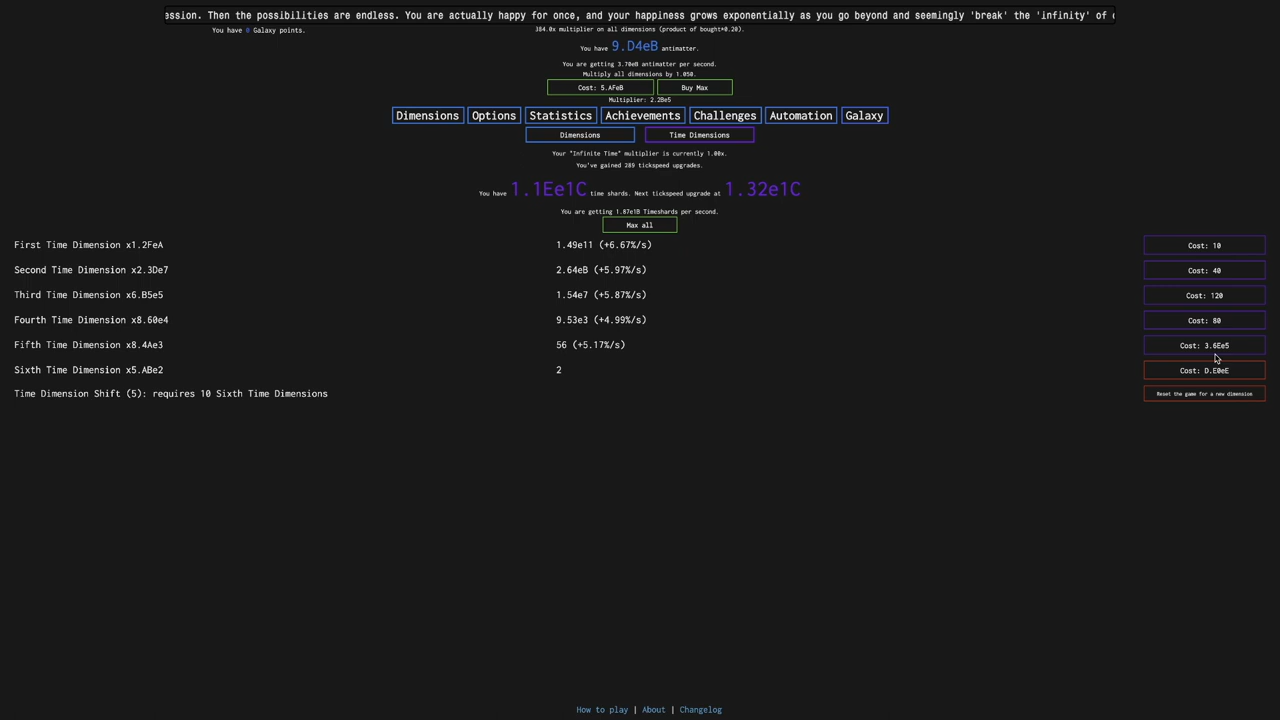 ession. Then the possibilities are endless. You are actually happy for once, and your happiness grows exponentially as you go beyond and seemingly 'break' the 'infinity' of
You have 0 Galaxy points.
384.0x multiplier on all dimensions (product of bought*0.20).
You have 9.D4eB antimatter.
You are getting 3.70eB antimatter per second.
Multiply all dimensions by 1.050.
Cost: 5.AFeB
Buy Max
Multiplier: 2.2Be5
Dimensions
Options
Statistics
Achievements
Challenges
Automation
Galaxy
Dimensions
Time Dimensions
Your "Infinite Time" multiplier is currently 1.00x.
You've gained 289 tickspeed upgrades.
You have 1.1Ee1C time shards. Next tickspeed upgrade at 1.32e1C
You are getting 1.87e1B Timeshards per second.
Max all
First Time Dimension x1.2FeA
1.49e11 (+6.67%/s)
Cost: 10
Second Time Dimension x2.3De7
2.64eB (+5.97%/s)
Cost: 40
Third Time Dimension x6.B5e5
1.54e7 (+5.87%/s)
Cost: 120
Fourth Time Dimension x8.60e4
9.53e3 (+4.99%/s)
Cost: 80
Fifth Time Dimension x8.4Ae3
56 (+5.17%/s)
Cost: 3.6Ee5
Sixth Time Dimension x5.ABe2
2
Cost: D.E0eE
Time Dimension Shift (5): requires 10 Sixth Time Dimensions
Reset the game for a new dimension
How to play | About | Changelog